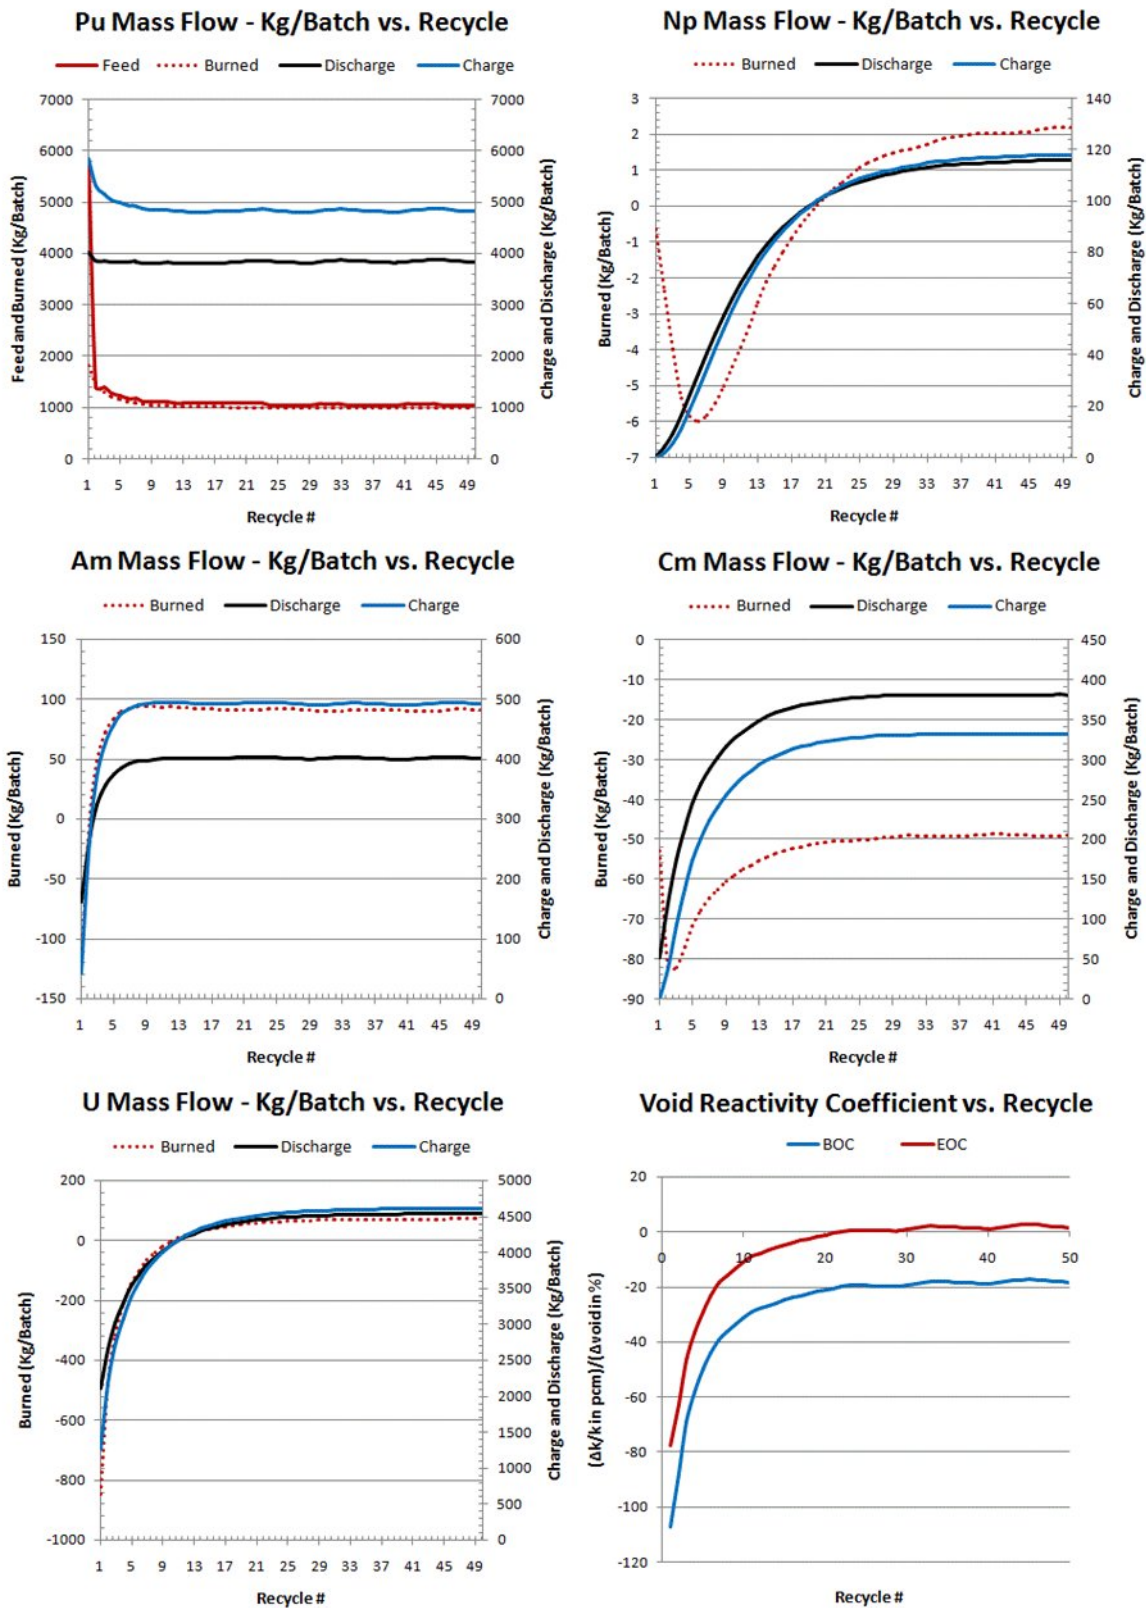 Pu Mass Flow - Kg/Batch vs. Recycle
Feed Burned Discharge Charge
7000 7000
6000 6000
5000 5000
4000 4000
3000 3000
2000 2000
1000 1000
0 0
1 5 9 13 17 21 25 29 33 37 41 45 49
Recycle #
Feed and Burned (Kg/Batch)
Charge and Discharge (Kg/Batch)
Np Mass Flow - Kg/Batch vs. Recycle
Burned Discharge Charge
3 140
2 120
1
0 100
-1 80
-2
-3 60
-4 40
-5
-6 20
-7 0
1 5 9 13 17 21 25 29 33 37 41 45 49
Recycle #
Burned (Kg/Batch)
Charge and Discharge (Kg/Batch)
Am Mass Flow - Kg/Batch vs. Recycle
Burned Discharge Charge
150 600
100 500
50 400
0 300
-50 200
-100 100
-150 0
1 5 9 13 17 21 25 29 33 37 41 45 49
Recycle #
Burned (Kg/Batch)
Charge and Discharge (Kg/Batch)
Cm Mass Flow - Kg/Batch vs. Recycle
Burned Discharge Charge
0 450
-10 400
-20 350
-30 300
-40 250
-50 200
-60 150
-70 100
-80 50
-90 0
1 5 9 13 17 21 25 29 33 37 41 45 49
Recycle #
Burned (Kg/Batch)
Charge and Discharge (Kg/Batch)
U Mass Flow - Kg/Batch vs. Recycle
Burned Discharge Charge
200 5000
0 4500
-200 4000
-400 3500
-600 3000
-800 2500
-1000 2000
1500
1000
500
0
1 5 9 13 17 21 25 29 33 37 41 45 49
Recycle #
Burned (Kg/Batch)
Charge and Discharge (Kg/Batch)
Void Reactivity Coefficient vs. Recycle
BOC EOC
20
0
-20
-40
-60
-80
-100
-120
0 10 20 30 40 50
Recycle #
(Δk/k in pcm)/(Δvoid in %)